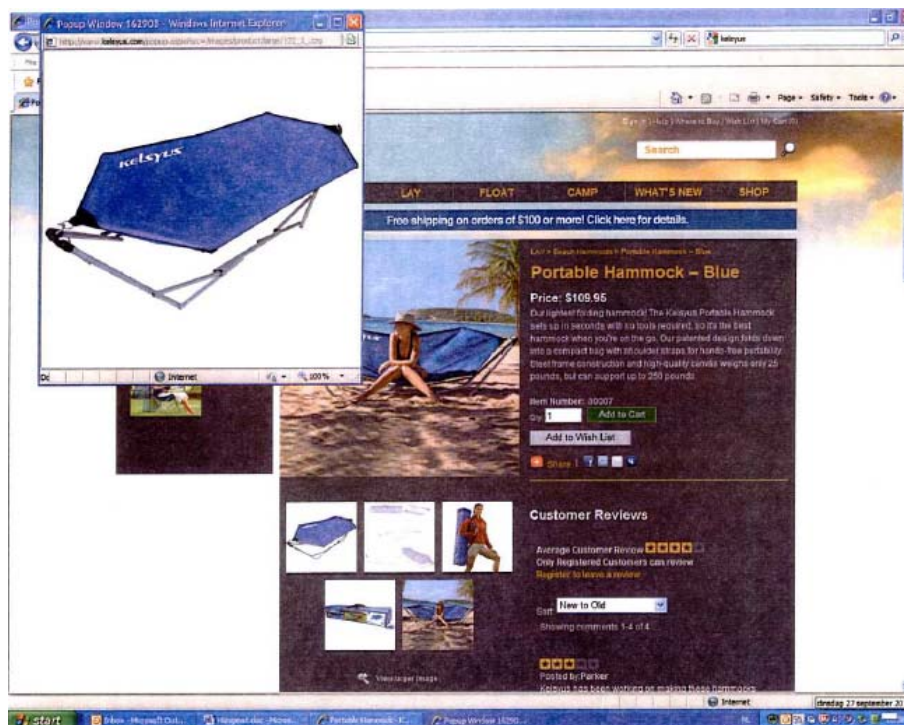 Popup Window 162903 - Windows Internet Explorer
KELSYUS
Internet
100%
kelsyus
Page
Safety
Tools
Search
LAY
FLOAT
CAMP
WHAT'S NEW
SHOP
Free shipping on orders of $100 or more! Click here for details.
Portable Hammock – Blue
Price: $109.95
Our lightest folding hammock! The Kelsyus Portable Hammock
sets up in seconds with no tools required, so it's the best
hammock when you're on the go. Our patented design folds down
into a compact bag with shoulder straps for hands-free portability.
Steel frame construction and high-quality canvas weighs only 25
pounds, but can support up to 250 pounds.
Item Number:
Qty: 1
Add to Cart
Add to Wish List
Share
Customer Reviews
Average Customer Review
Only Registered Customers can review
Register to leave a review
Sort New to Old
Showing comments 1-4 of 4
Posted by: Parker
Kelsyus has been working on making these hammocks
View larger image
Internet
dinsdag 27 september 20
start
Inbox - Microsoft Out...
Portable Hammock - K...
Popup Window 16290...
NL